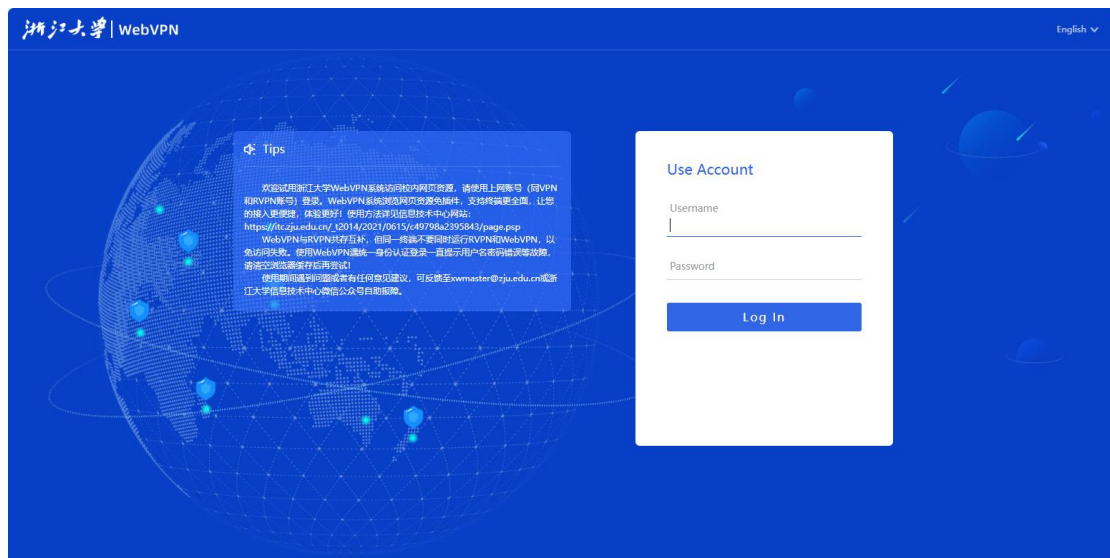 浙江大学 | WebVPN
English
Tips
欢迎试用浙江大学WebVPN系统访问校内网页资源，请使用上网账号（同VPN
和RVPN账号）登录。WebVPN系统浏览网页资源免插件，支持终端更全面，让您
的接入更便捷，体验更好！使用方法详见信息技术中心网站：
https://itc.zju.edu.cn/_t2014/2021/0615/c49798a2395843/page.psp
WebVPN与RVPN共存互补，但同一终端不要同时运行RVPN和WebVPN，以
免访问失败。使用WebVPN遇统一身份认证登录一直提示用户名密码错误等故障，
请清空浏览器缓存后再尝试！
使用期间遇到问题或者有任何意见建议，可反馈至xwmaster@zju.edu.cn或浙
江大学信息技术中心微信公众号自助报障。
Use Account
Username
Password
Log In